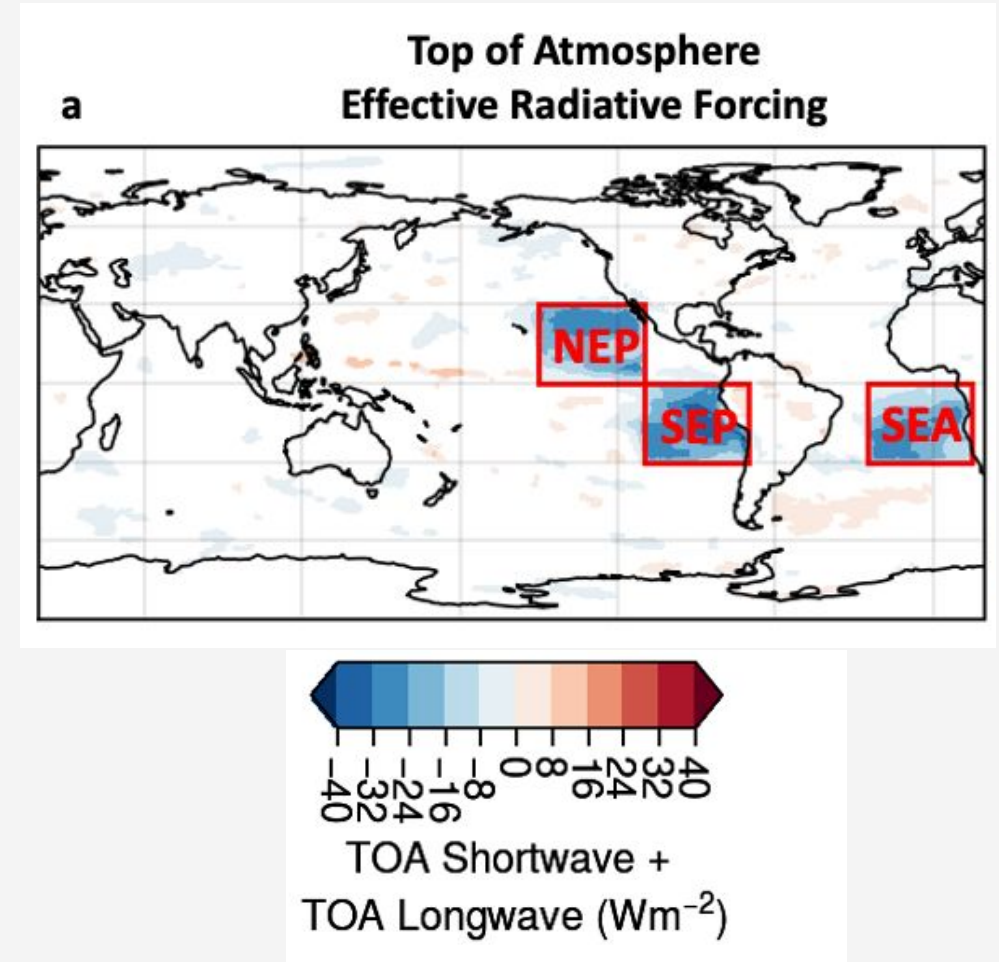 Top of Atmosphere
a Effective Radiative Forcing
NEP
SEP
SEA
−40 −32 −24 −16 −8 0 8 16 24 32 40
TOA Shortwave +
TOA Longwave (Wm⁻²)